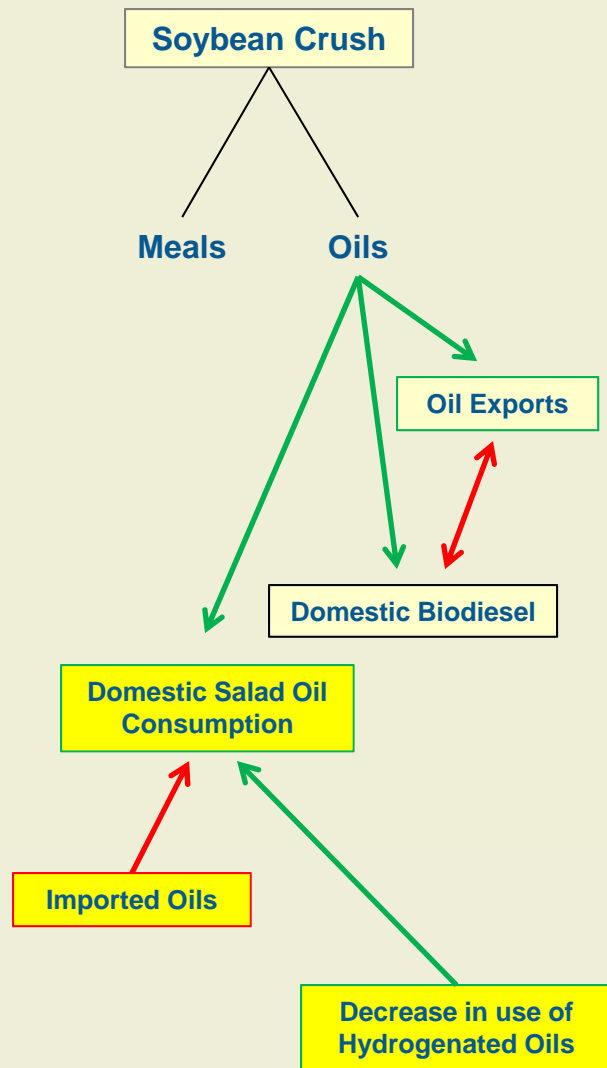 Soybean Crush
Meals
Oils
Oil Exports
Domestic Biodiesel
Domestic Salad Oil
Consumption
Imported Oils
Decrease in use of
Hydrogenated Oils